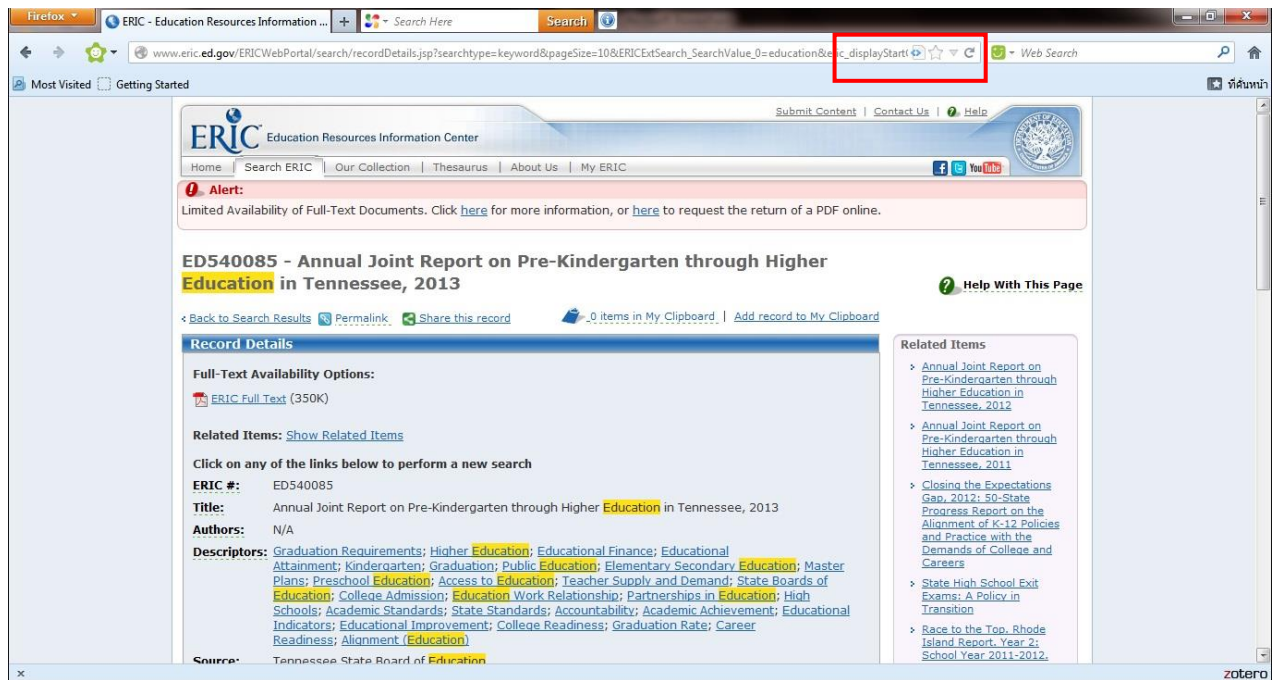 Firefox
ERIC - Education Resources Information ...
Search Here
Search
www.eric.ed.gov/ERICWebPortal/search/recordDetails.jsp?searchtype=keyword&pageSize=10&ERICExtSearch_SearchValue_0=education&eric_displayStart(
Web Search
Most Visited
Getting Started
ที่คั่นหน้า
Submit Content | Contact Us | Help
ERIC Education Resources Information Center
Home | Search ERIC | Our Collection | Thesaurus | About Us | My ERIC
You Tube
Alert:
Limited Availability of Full-Text Documents. Click here for more information, or here to request the return of a PDF online.
ED540085 - Annual Joint Report on Pre-Kindergarten through Higher
Education in Tennessee, 2013
Help With This Page
Back to Search Results Permalink Share this record 0 items in My Clipboard | Add record to My Clipboard
Record Details
Full-Text Availability Options:
ERIC Full Text (350K)
Related Items: Show Related Items
Click on any of the links below to perform a new search
ERIC #: ED540085
Title: Annual Joint Report on Pre-Kindergarten through Higher Education in Tennessee, 2013
Authors: N/A
Descriptors: Graduation Requirements; Higher Education; Educational Finance; Educational
Attainment; Kindergarten; Graduation; Public Education; Elementary Secondary Education; Master
Plans; Preschool Education; Access to Education; Teacher Supply and Demand; State Boards of
Education; College Admission; Education Work Relationship; Partnerships in Education; High
Schools; Academic Standards; State Standards; Accountability; Academic Achievement; Educational
Indicators; Educational Improvement; College Readiness; Graduation Rate; Career
Readiness; Alignment (Education)
Source: Tennessee State Board of Education
Related Items
Annual Joint Report on
Pre-Kindergarten through
Higher Education in
Tennessee, 2012
Annual Joint Report on
Pre-Kindergarten through
Higher Education in
Tennessee, 2011
Closing the Expectations
Gap, 2012: 50-State
Progress Report on the
Alignment of K-12 Policies
and Practice with the
Demands of College and
Careers
State High School Exit
Exams: A Policy in
Transition
Race to the Top. Rhode
Island Report. Year 2:
School Year 2011-2012.
zotero